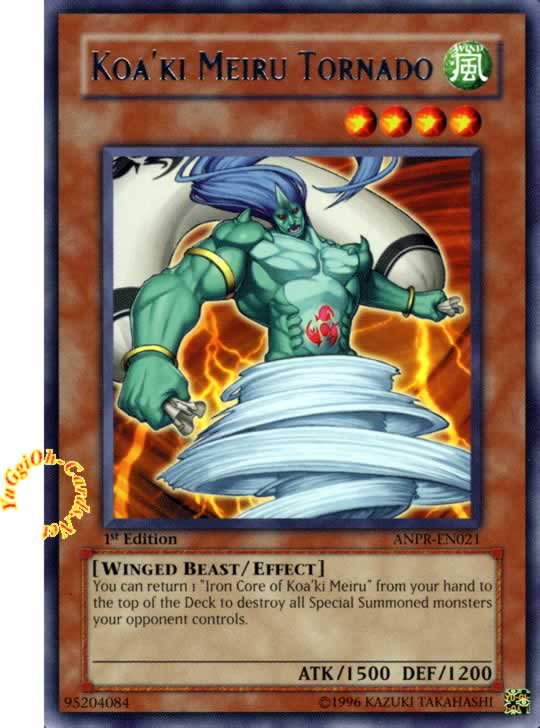 KOA'KI MEIRU TORNADO
WIND
風
1st Edition
ANPR-EN021
[WINGED BEAST/EFFECT]
You can return 1 "Iron Core of Koa'ki Meiru" from your hand to
the top of the Deck to destroy all Special Summoned monsters
your opponent controls.
ATK/1500 DEF/1200
95204084
©1996 KAZUKI TAKAHASHI
YuGgiOh-Cards.Net